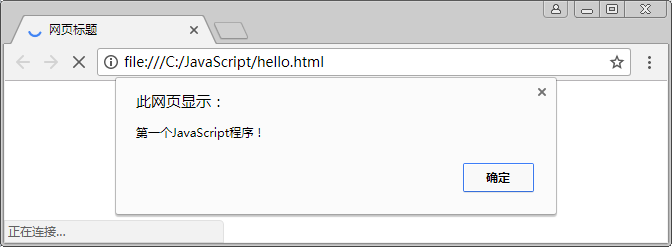 网页标题
file:///C:/JavaScript/hello.html
此网页显示：
第一个JavaScript程序！
确定
正在连接...